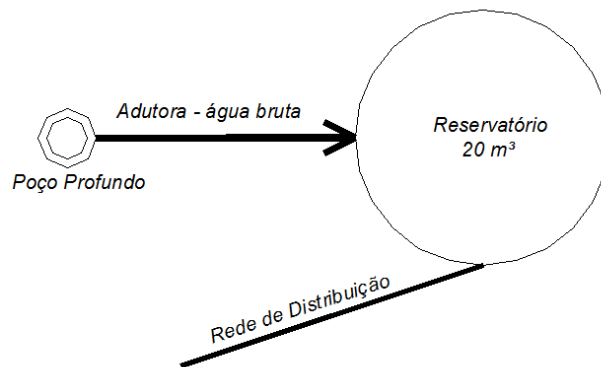 Adutora - água bruta
Poço Profundo
Reservatório
20 m³
Rede de Distribuição